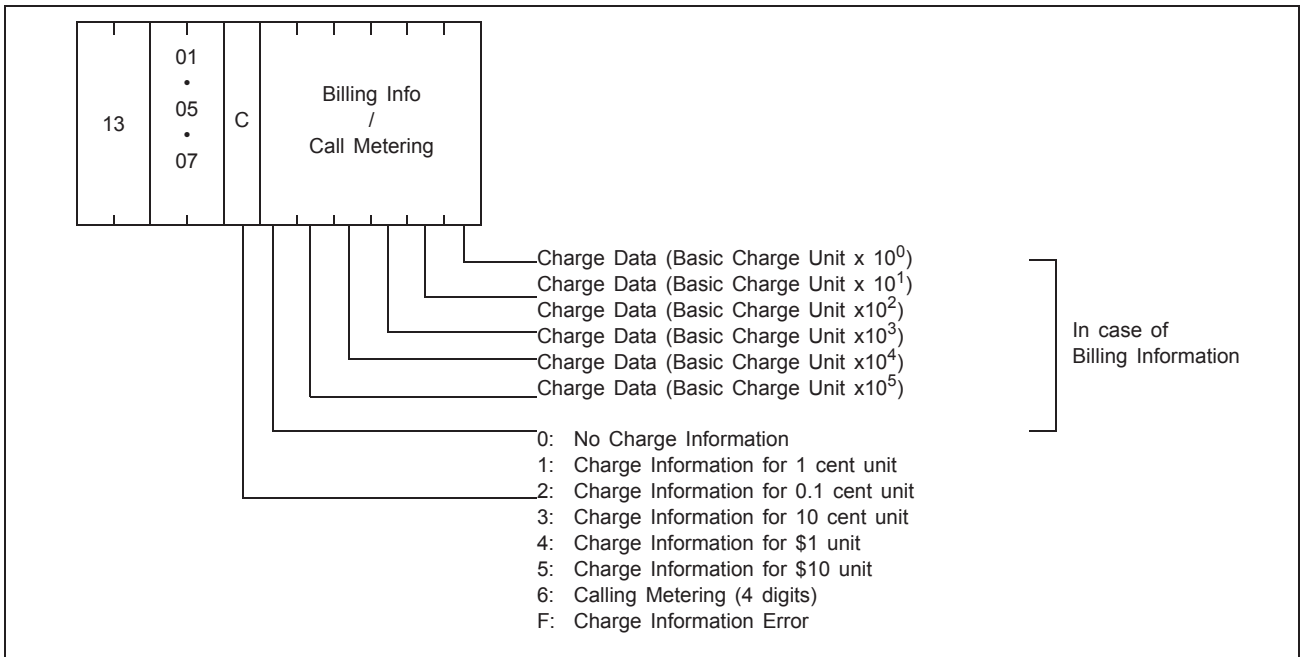 13
01
•
05
•
07
C
Billing Info
/
Call Metering
Charge Data (Basic Charge Unit x 10⁰)
Charge Data (Basic Charge Unit x 10¹)
Charge Data (Basic Charge Unit x10²)
Charge Data (Basic Charge Unit x10³)
Charge Data (Basic Charge Unit x10⁴)
Charge Data (Basic Charge Unit x10⁵)
In case of
Billing Information
0: No Charge Information
1: Charge Information for 1 cent unit
2: Charge Information for 0.1 cent unit
3: Charge Information for 10 cent unit
4: Charge Information for $1 unit
5: Charge Information for $10 unit
6: Calling Metering (4 digits)
F: Charge Information Error